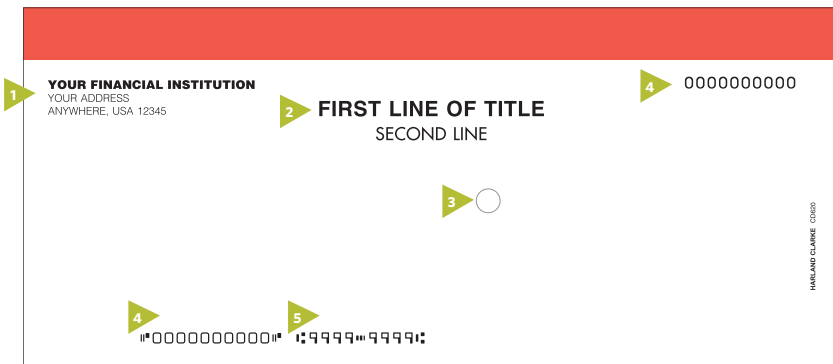 1
YOUR FINANCIAL INSTITUTION
YOUR ADDRESS
ANYWHERE, USA 12345
2
FIRST LINE OF TITLE
SECOND LINE
4
0000000000
3
HARLAND CLARKE CD620
4
⑈0000000000⑈
5
⑆9999⑉9999⑆